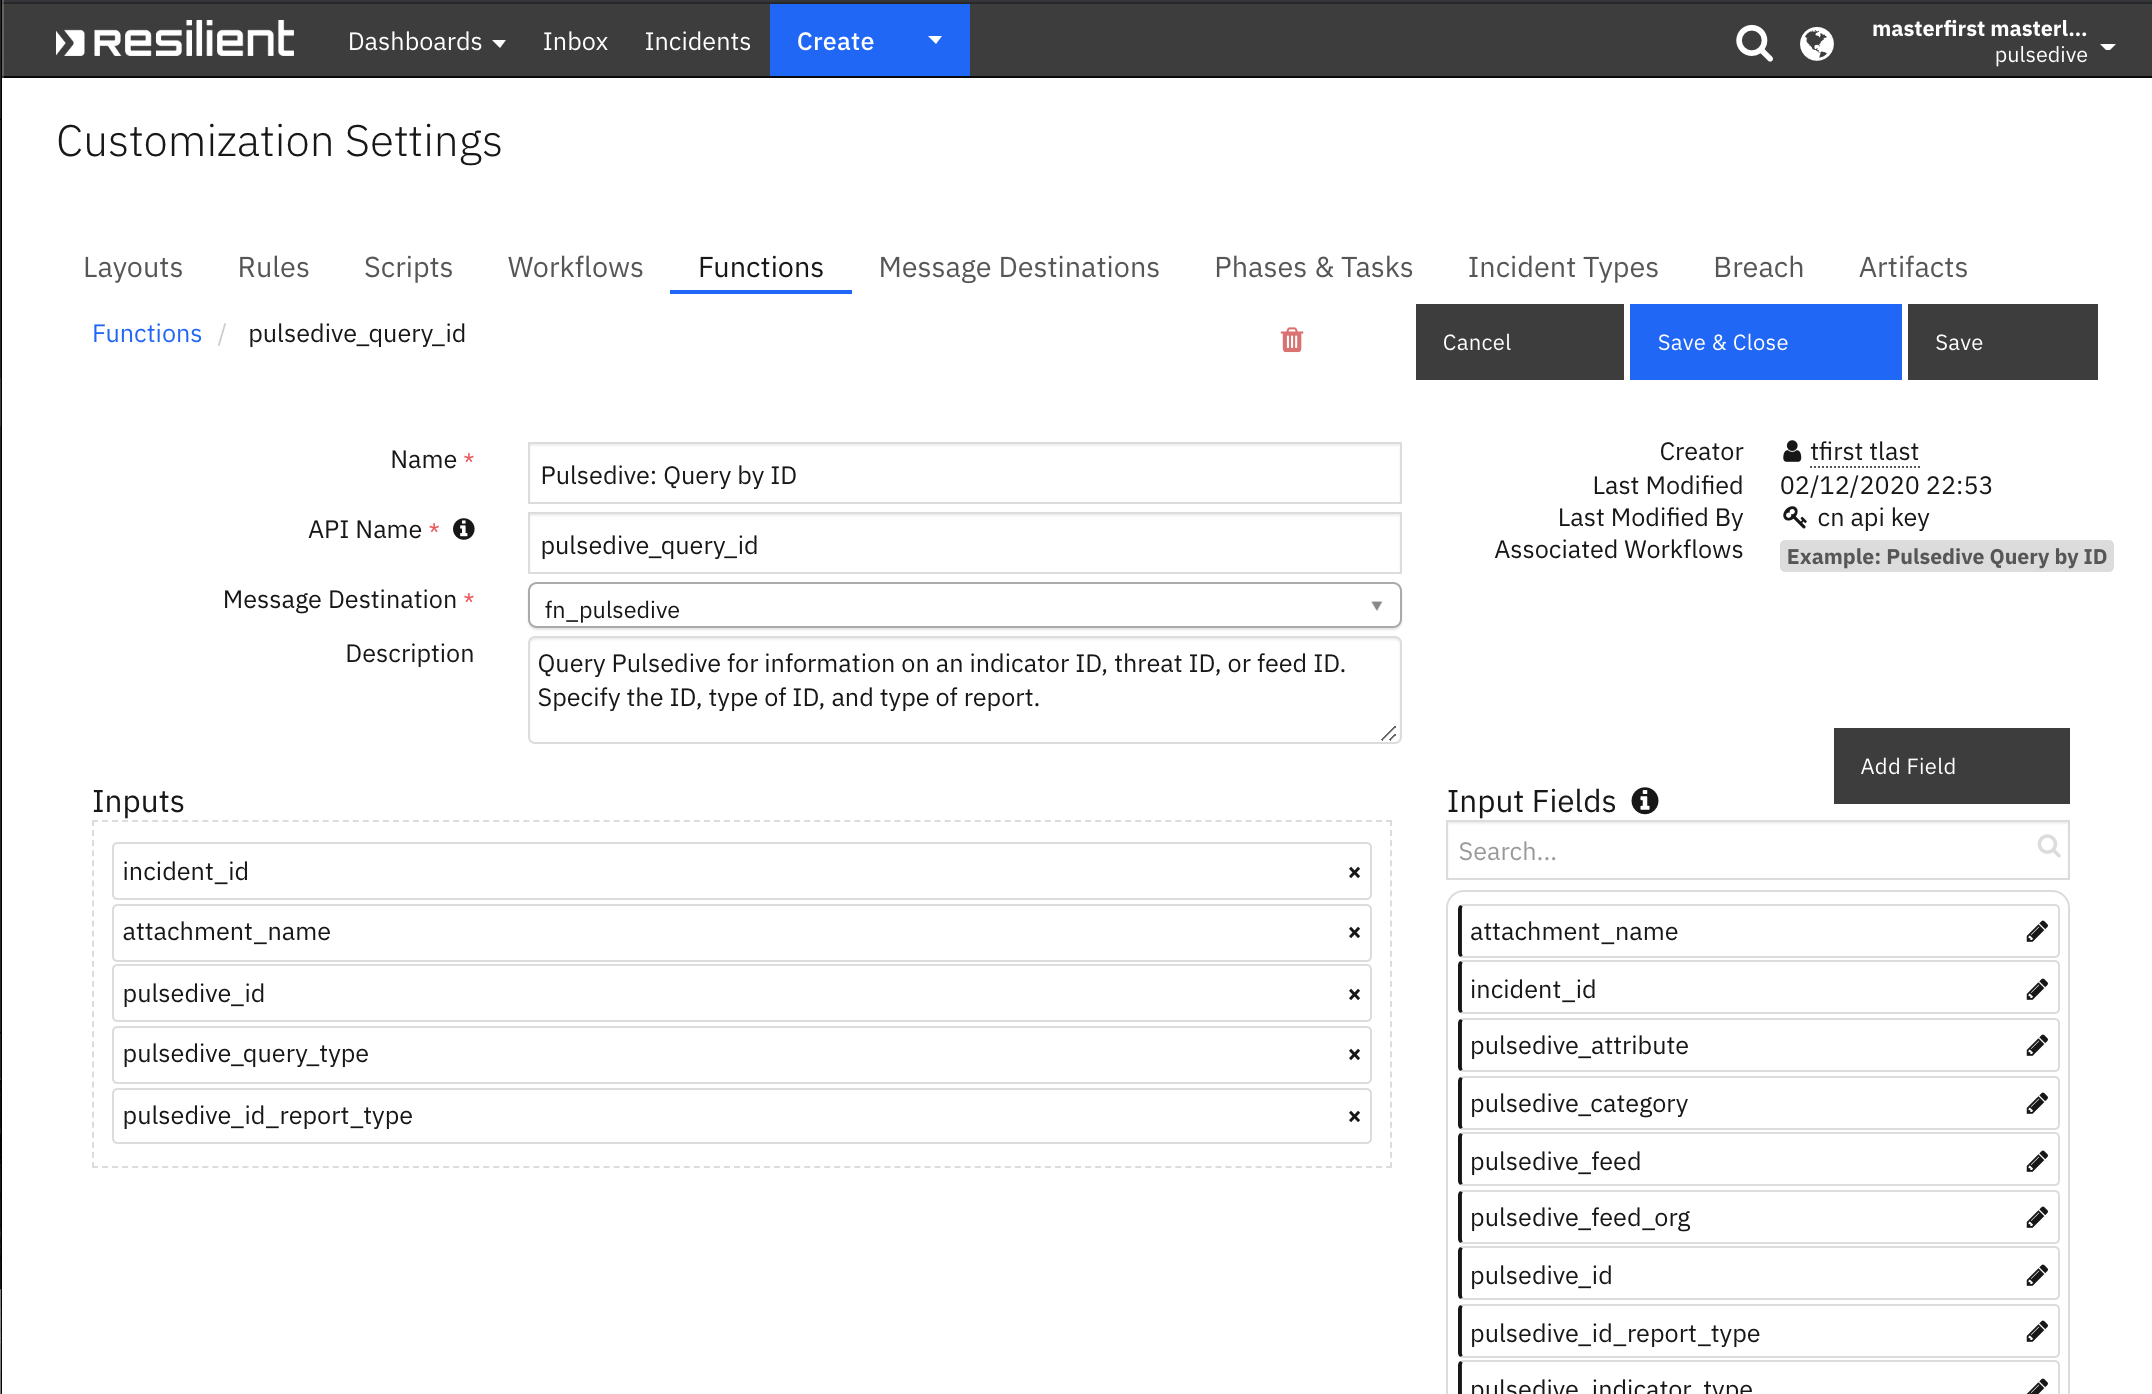 resilient Dashboards Inbox Incidents Create masterfirst masterl...
pulsedive
Customization Settings
Layouts Rules Scripts Workflows Functions Message Destinations Phases & Tasks Incident Types Breach Artifacts
Functions / pulsedive_query_id Cancel Save & Close Save
Name * Pulsedive: Query by ID
API Name * pulsedive_query_id
Message Destination * fn_pulsedive
Description Query Pulsedive for information on an indicator ID, threat ID, or feed ID.
Specify the ID, type of ID, and type of report.
Creator tfirst tlast
Last Modified 02/12/2020 22:53
Last Modified By cn api key
Associated Workflows Example: Pulsedive Query by ID
Inputs
incident_id
attachment_name
pulsedive_id
pulsedive_query_type
pulsedive_id_report_type
Add Field
Input Fields
Search...
attachment_name
incident_id
pulsedive_attribute
pulsedive_category
pulsedive_feed
pulsedive_feed_org
pulsedive_id
pulsedive_id_report_type
pulsedive_indicator_type